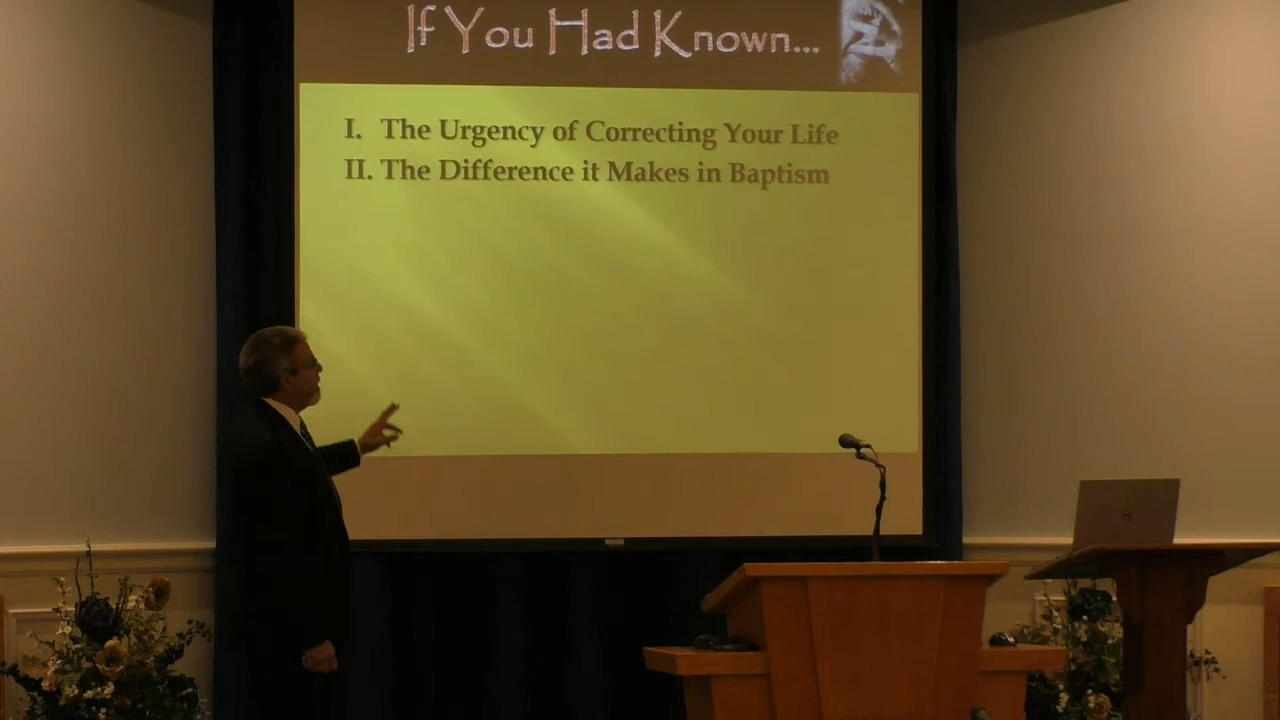 If You Had Known...
I. The Urgency of Correcting Your Life
II. The Difference it Makes in Baptism